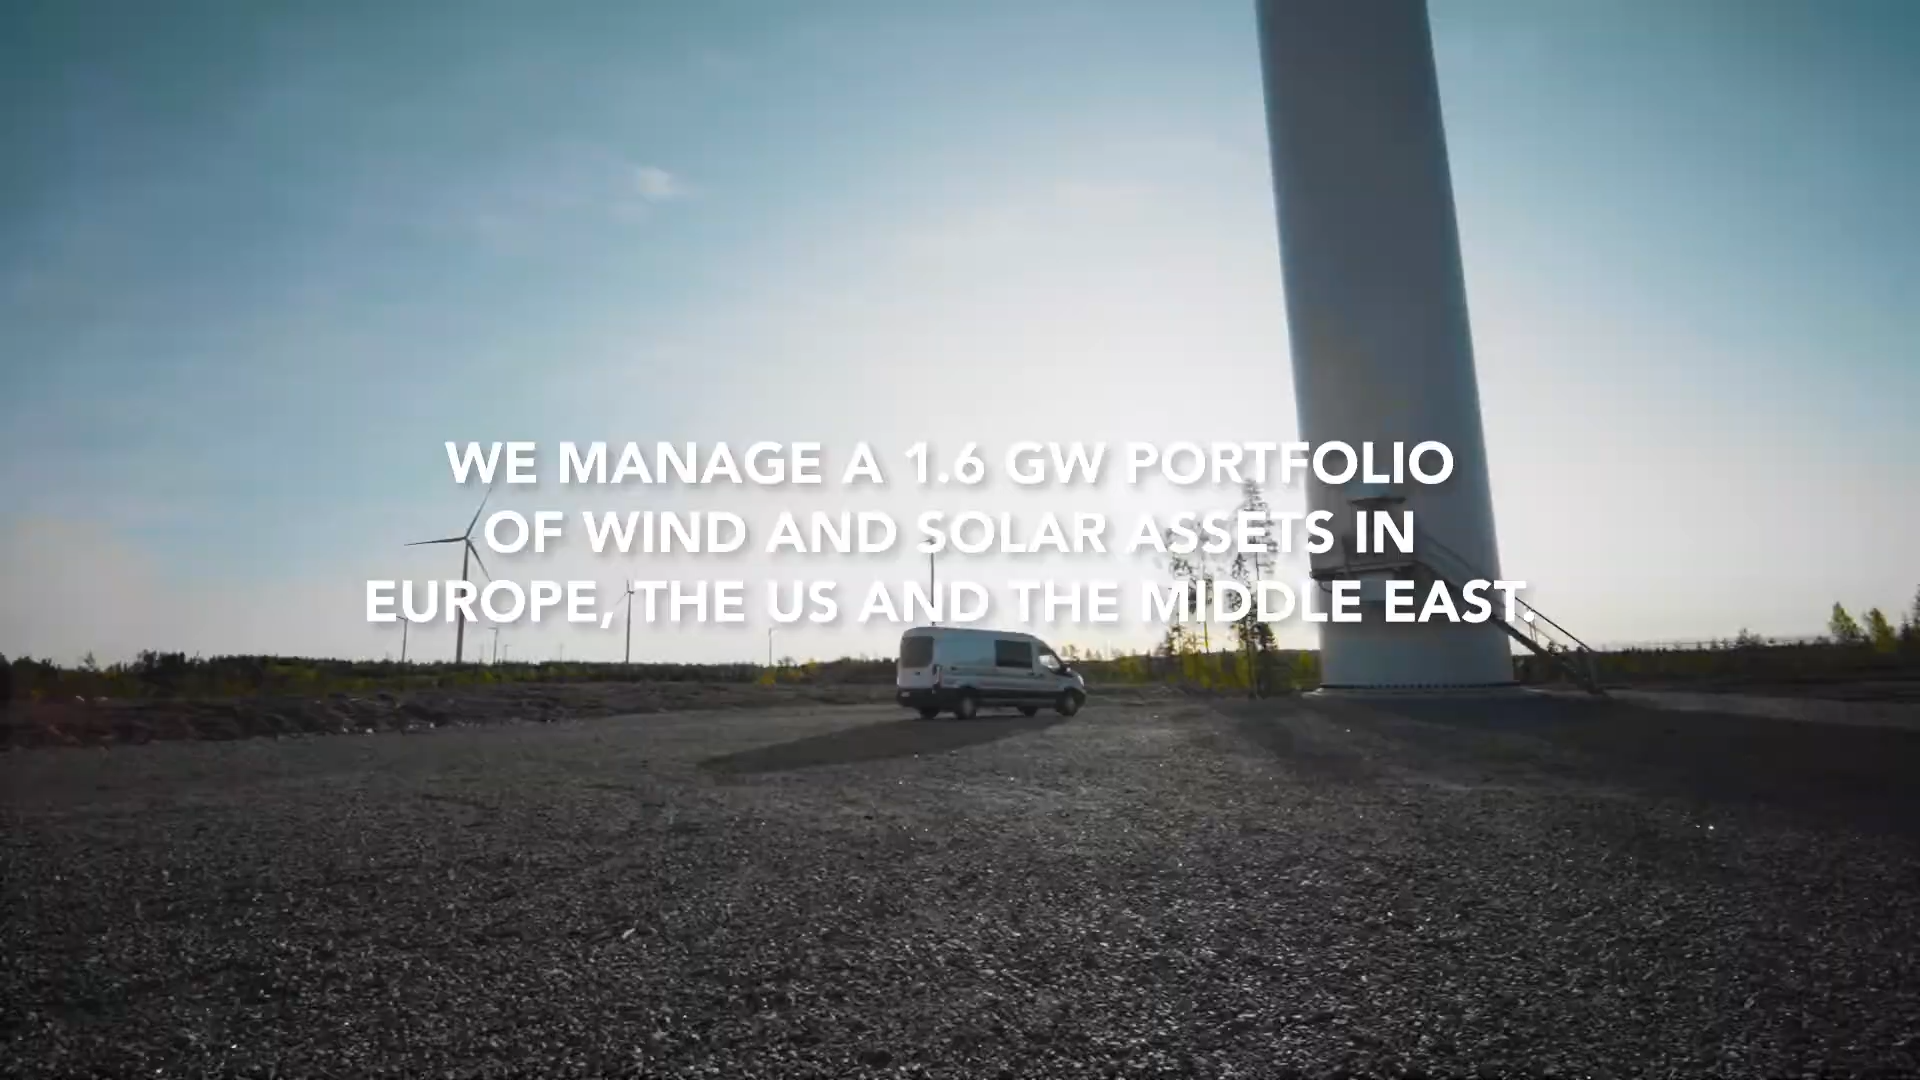 WE MANAGE A 1.6 GW PORTFOLIO
OF WIND AND SOLAR ASSETS IN
EUROPE, THE US AND THE MIDDLE EAST.